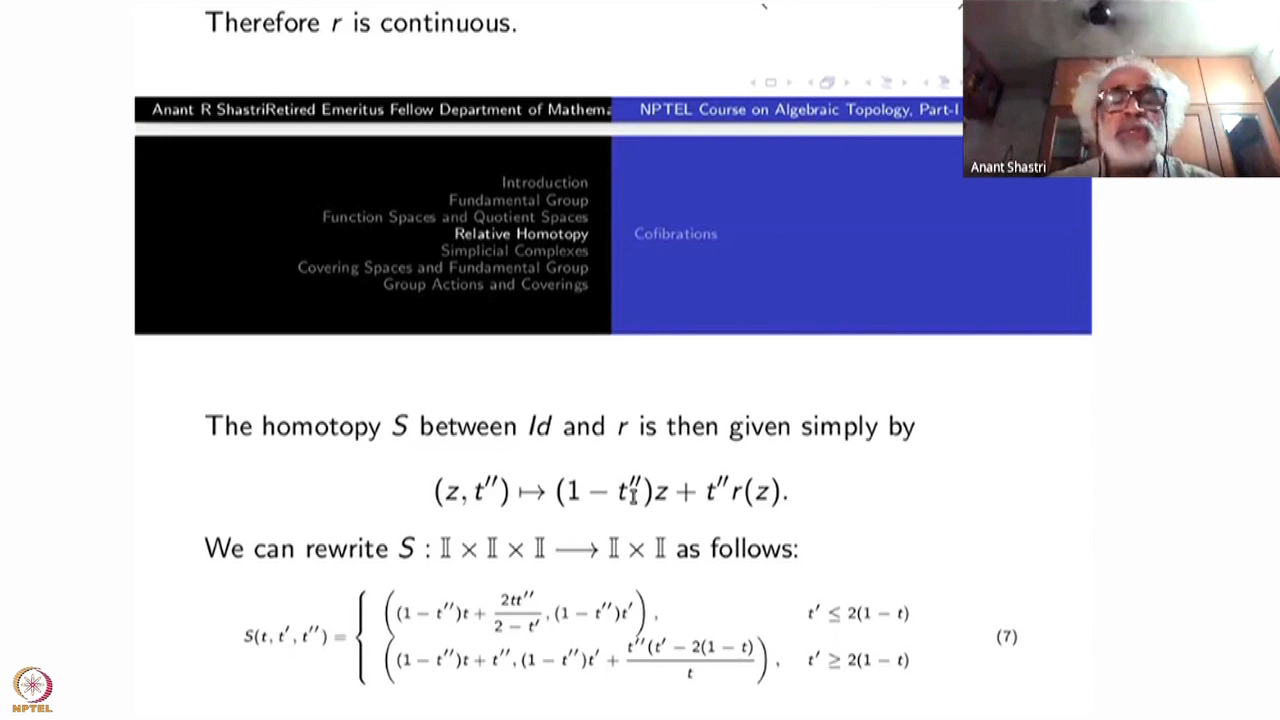 Therefore r is continuous.
Anant R ShastriRetired Emeritus Fellow Department of Mathema
NPTEL Course on Algebraic Topology, Part-I
Anant Shastri
Introduction
Fundamental Group
Function Spaces and Quotient Spaces
Relative Homotopy
Simplicial Complexes
Covering Spaces and Fundamental Group
Group Actions and Coverings
Cofibrations
The homotopy S between Id and r is then given simply by
(z, t″) ↦ (1 − t″)z + t″r(z).
We can rewrite S : 𝕀 × 𝕀 × 𝕀 ⟶ 𝕀 × 𝕀 as follows:
S(t, t′, t″) = { ((1 − t″)t + 2tt″/(2 − t′), (1 − t″)t′), t′ ≤ 2(1 − t)
((1 − t″)t + t″, (1 − t″)t′ + t″(t′ − 2(1 − t)/t), t′ ≥ 2(1 − t) (7)
NPTEL